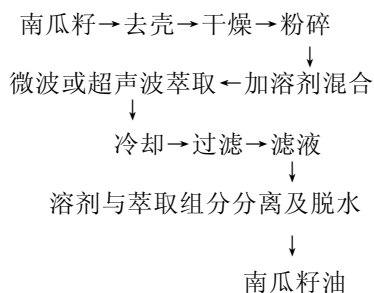 南瓜籽→去壳→干燥→粉碎
↓
微波或超声波萃取←加溶剂混合
↓
冷却→过滤→滤液
↓
溶剂与萃取组分分离及脱水
↓
南瓜籽油